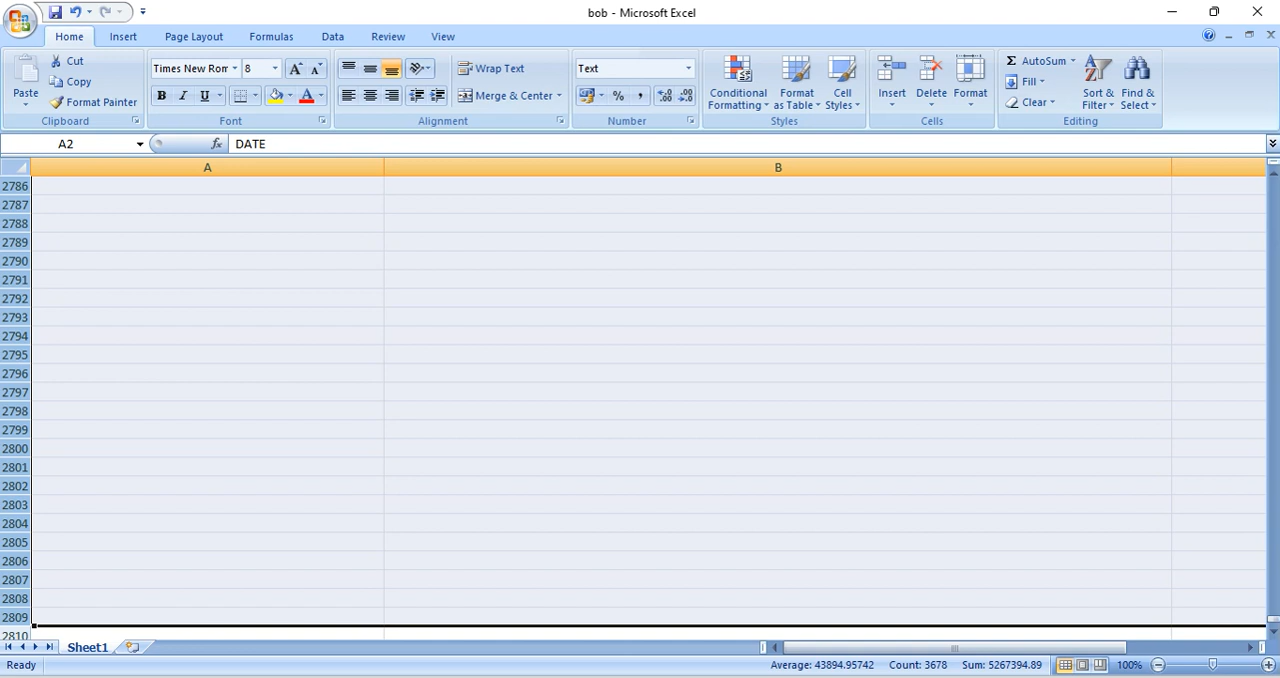 bob - Microsoft Excel
Home Insert Page Layout Formulas Data Review View
Paste
Cut
Copy
Format Painter
Clipboard
Times New Rom 8
B I U
Font
Wrap Text
Merge & Center
Alignment
Text
% ,
Number
Conditional Formatting
Format as Table
Cell Styles
Styles
Insert Delete Format
Cells
Σ AutoSum
Fill
Clear
Sort & Filter
Find & Select
Editing
A2 fx DATE
A B
2786
2787
2788
2789
2790
2791
2792
2793
2794
2795
2796
2797
2798
2799
2800
2801
2802
2803
2804
2805
2806
2807
2808
2809
2810
Sheet1
Ready Average: 43894.95742 Count: 3678 Sum: 5267394.89 100%